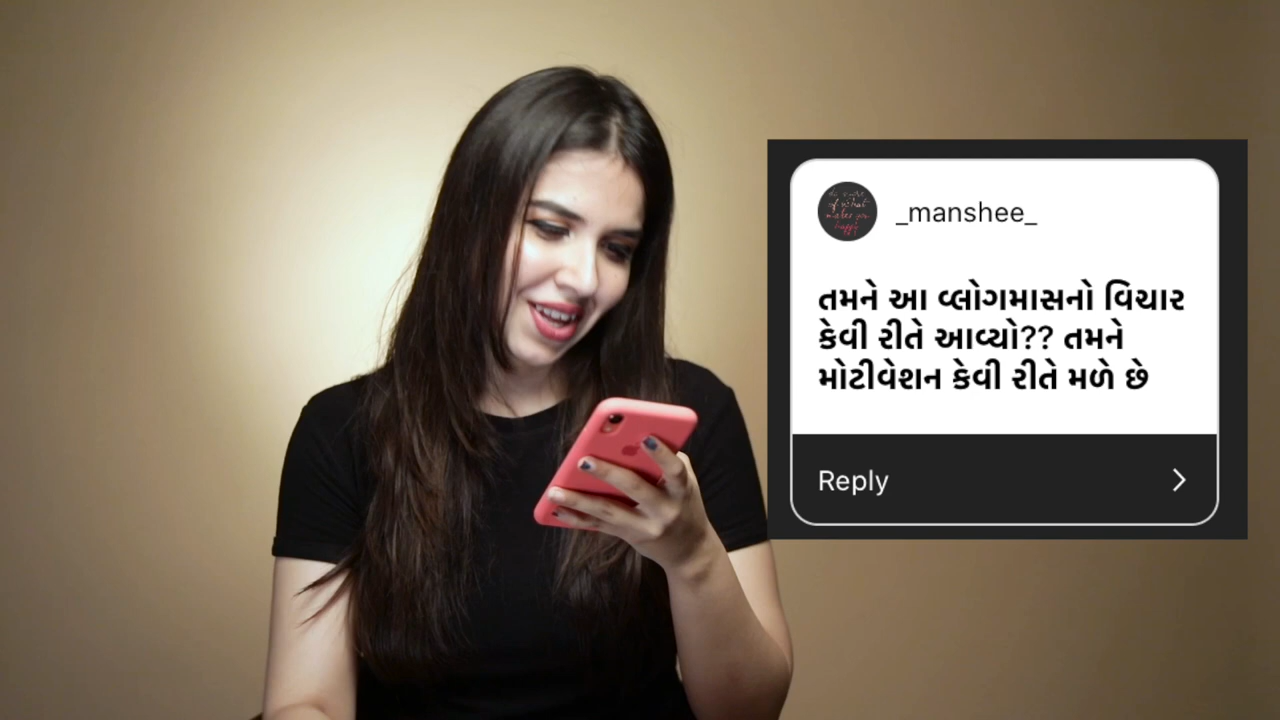 _manshee_
તમને આ વ્લોગમાસનો વિચાર
કેવી રીતે આવ્યો?? તમને
મોટીવેશન કેવી રીતે મળે છે
Reply